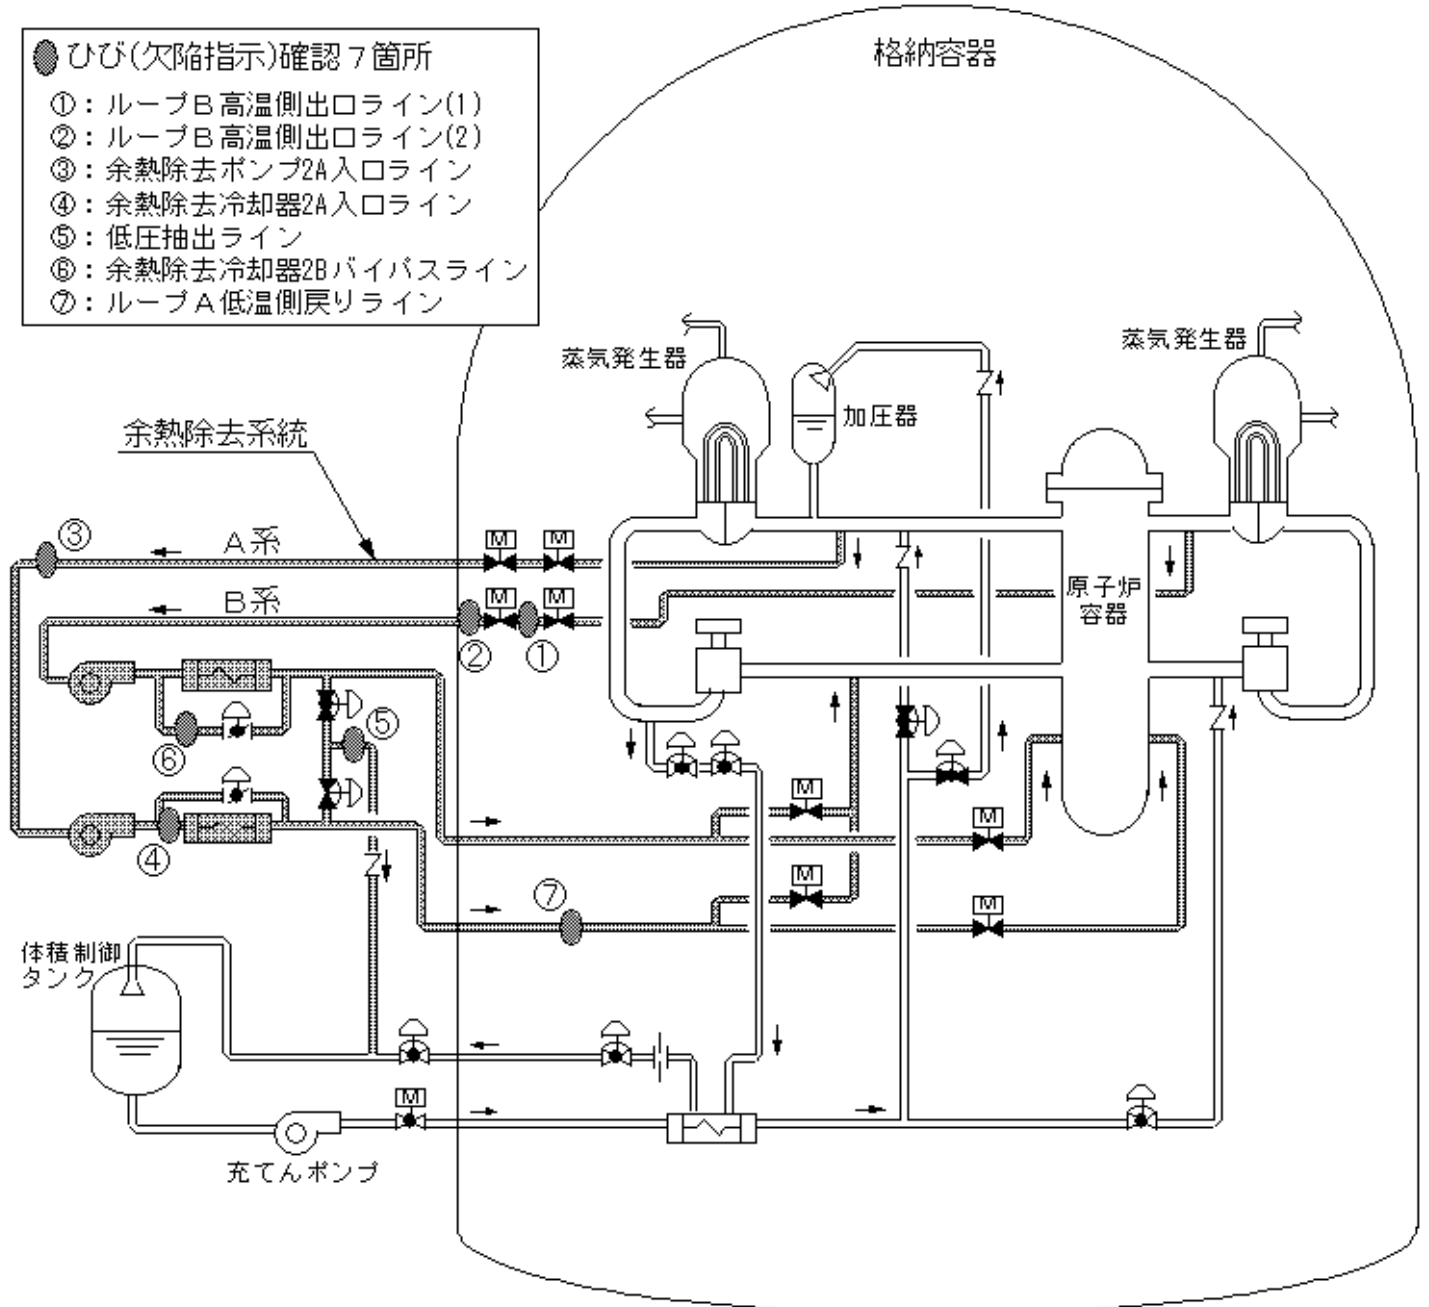 ひび(欠陥指示)確認７箇所
①：ループＢ高温側出口ライン(1)
②：ループＢ高温側出口ライン(2)
③：余熱除去ポンプ2A入口ライン
④：余熱除去冷却器2A入口ライン
⑤：低圧抽出ライン
⑥：余熱除去冷却器2Bバイパスライン
⑦：ループＡ低温側戻りライン
格納容器
蒸気発生器
蒸気発生器
加圧器
余熱除去系統
③
Ａ系
M
M
Ｂ系
M
M
原子炉
容器
②
①
⑤
⑥
M
M
④
M
⑦
M
体積制御
タンク
M
充てんポンプ